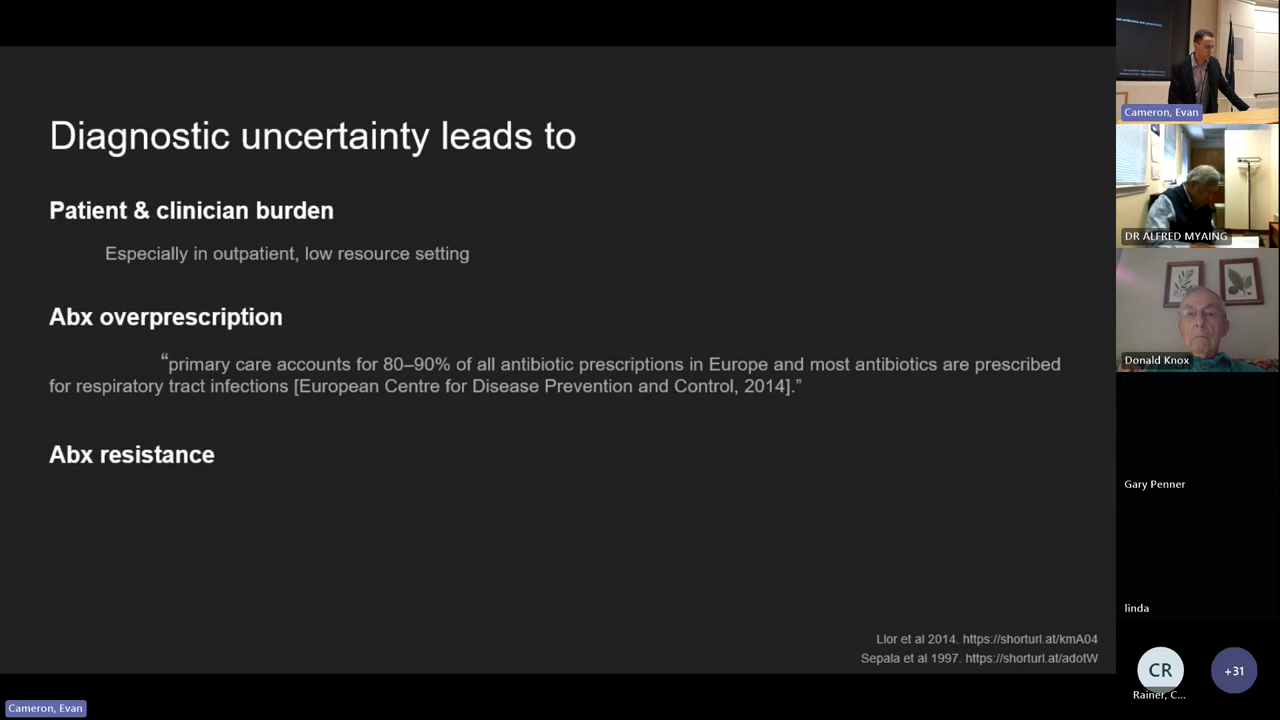 Diagnostic uncertainty leads to
Patient & clinician burden
Especially in outpatient, low resource setting
Abx overprescription
“primary care accounts for 80–90% of all antibiotic prescriptions in Europe and most antibiotics are prescribed
for respiratory tract infections [European Centre for Disease Prevention and Control, 2014].”
Abx resistance
Llor et al 2014. https://shorturl.at/kmA04
Sepala et al 1997. https://shorturl.at/adotW
Cameron, Evan
Cameron, Evan
DR ALFRED MYAING
Donald Knox
Gary Penner
linda
CR
Rainer, C...
+31